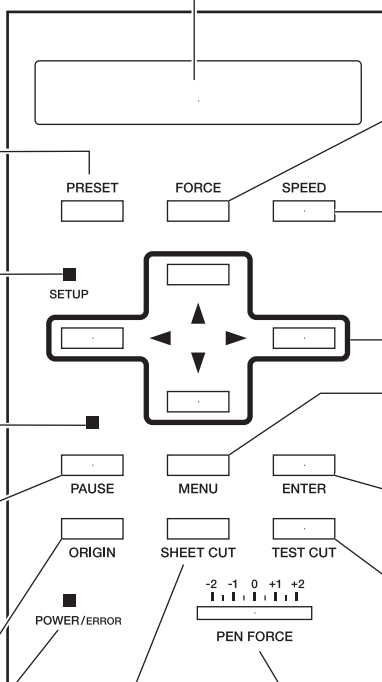 PRESET FORCE SPEED
SETUP
PAUSE MENU ENTER
ORIGIN SHEET CUT TEST CUT
-2 -1 0 +1 +2
POWER/ERROR
PEN FORCE